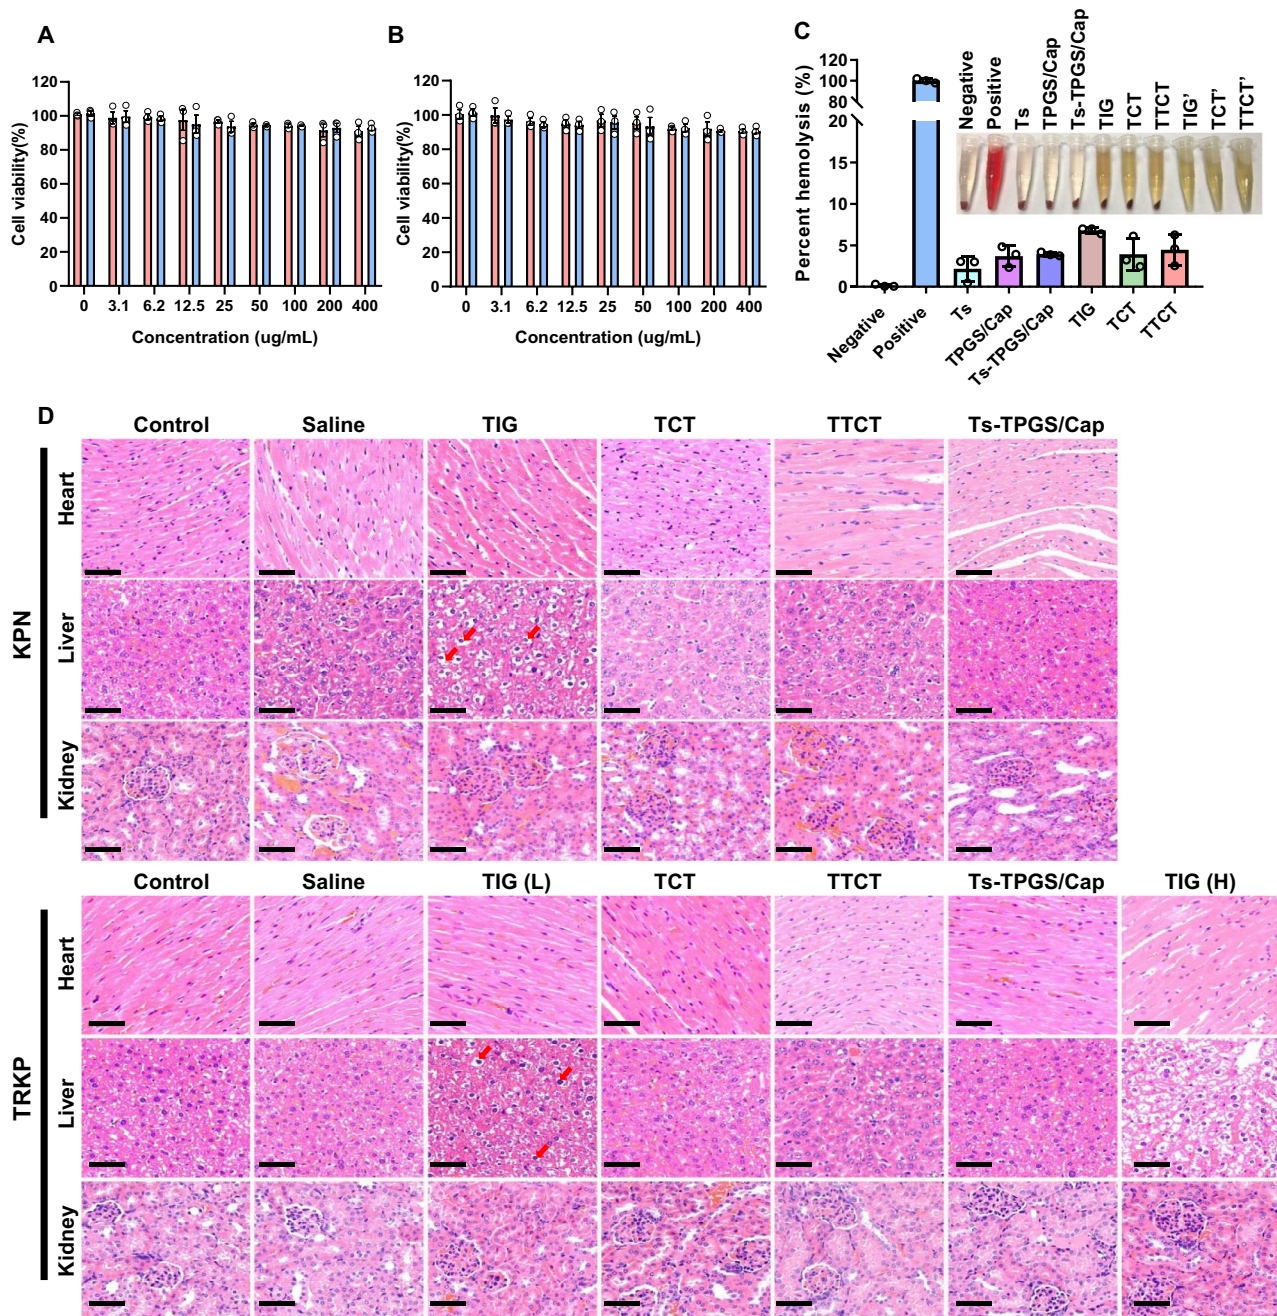 A
Cell viability(%)
120
100
80
60
40
20
0
0 3.1 6.2 12.5 25 50 100 200 400
Concentration (ug/mL)
B
Cell viability(%)
120
100
80
60
40
20
0
0 3.1 6.2 12.5 25 50 100 200 400
Concentration (ug/mL)
C
Percent hemolysis (%)
120
100
80
20
15
10
5
0
Negative
Positive
Ts
TPGS/Cap
Ts-TPGS/Cap
TIG
TCT
TTCT
TIG’
TCT’
TTCT’
Negative
Positive
Ts
TPGS/Cap
Ts-TPGS/Cap
TIG
TCT
TTCT
D
Control Saline TIG TCT TTCT Ts-TPGS/Cap
KPN
Heart
Liver
Kidney
Control Saline TIG (L) TCT TTCT Ts-TPGS/Cap TIG (H)
TRKP
Heart
Liver
Kidney